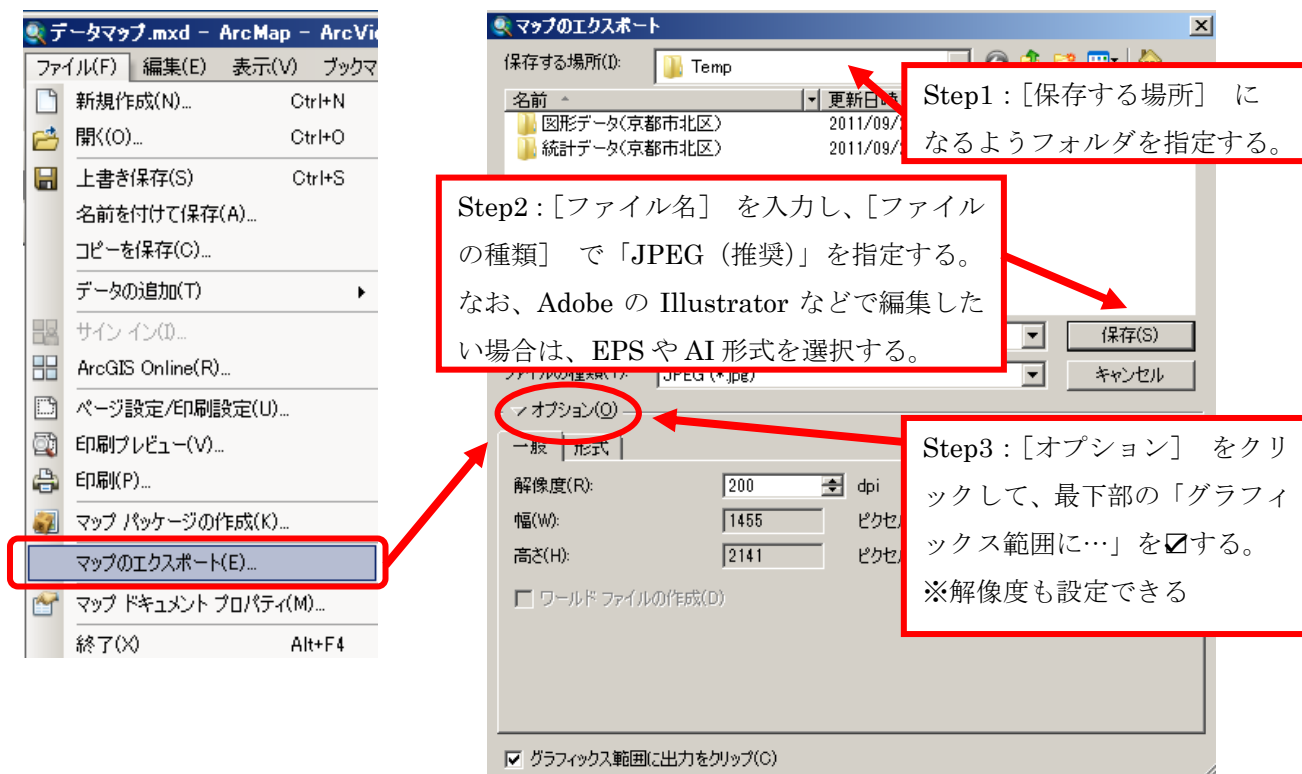 データマップ.mxd - ArcMap - ArcVie
ファイル(F) 編集(E) 表示(V) ブックマ
新規作成(N)... Ctrl+N
開く(O)... Ctrl+O
上書き保存(S) Ctrl+S
名前を付けて保存(A)...
コピーを保存(C)...
データの追加(T)
サイン イン(I)...
ArcGIS Online(R)...
ページ設定/印刷設定(U)...
印刷プレビュー(V)...
印刷(P)...
マップ パッケージの作成(K)...
マップのエクスポート(E)...
マップ ドキュメント プロパティ(M)...
終了(X) Alt+F4
マップのエクスポート
保存する場所(I): Temp
名前 更新日時
図形データ(京都市北区) 2011/09/
統計データ(京都市北区) 2011/09/
Step1：［保存する場所］ に
なるようフォルダを指定する。
Step2：［ファイル名］ を入力し、［ファイル
の種類］ で「JPEG（推奨）」を指定する。
なお、Adobe の Illustrator などで編集した
い場合は、EPS や AI 形式を選択する。
保存(S)
ファイルの種類(T): JPEG (*.jpg)
キャンセル
オプション(O)
一般 形式
解像度(R): 200 dpi
幅(W): 1455 ピクセ
高さ(H): 2141 ピクセ
ワールド ファイルの作成(D)
Step3：［オプション］ をクリ
ックして、最下部の「グラフィ
ックス範囲に…」を☑する。
※解像度も設定できる
グラフィックス範囲に出力をクリップ(C)